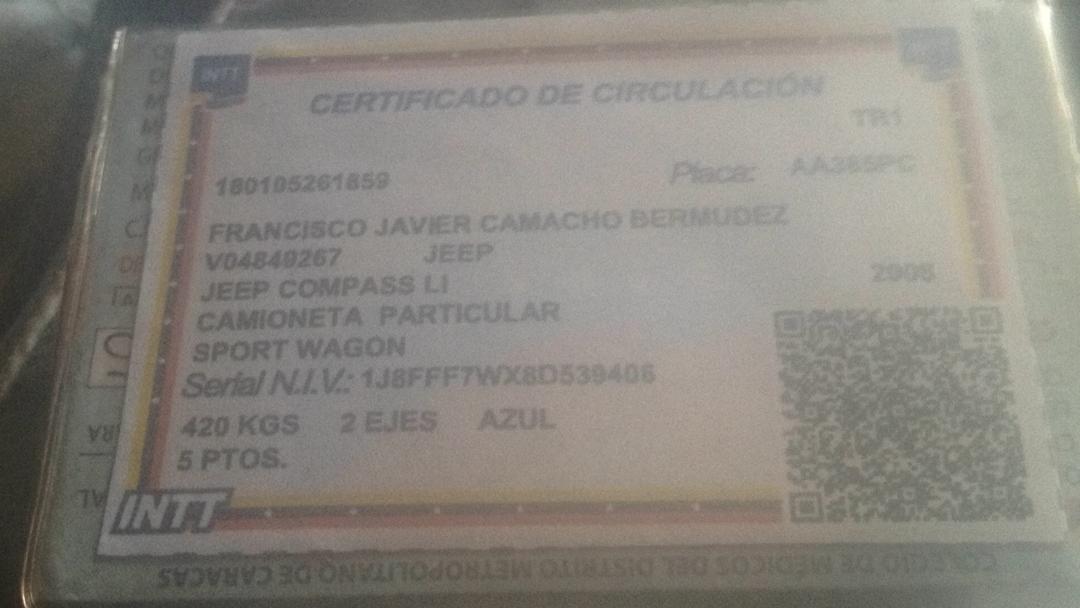 INTT
INTT
CERTIFICADO DE CIRCULACIÓN
TR1
180105261859
Placa: AA385PC
FRANCISCO JAVIER CAMACHO BERMUDEZ
V04849267 JEEP
JEEP COMPASS LI 2008
CAMIONETA PARTICULAR
SPORT WAGON
Serial N.I.V.: 1J8FFF7WX8D539406
420 KGS 2 EJES AZUL
5 PTOS.
INTT
COLEGIO DE MÉDICOS DEL DISTRITO METROPOLITANO DE CARACAS